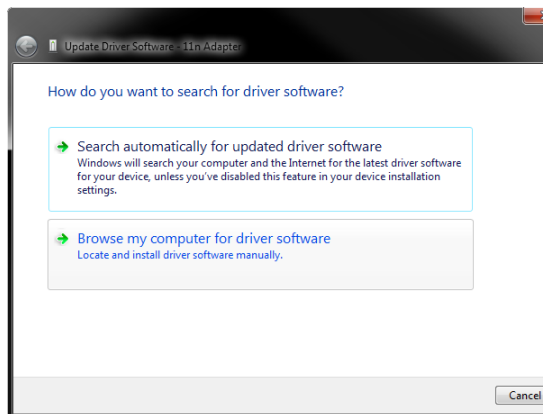 Update Driver Software - 11n Adapter
How do you want to search for driver software?
Search automatically for updated driver software
Windows will search your computer and the Internet for the latest driver software
for your device, unless you've disabled this feature in your device installation
settings.
Browse my computer for driver software
Locate and install driver software manually.
Cancel